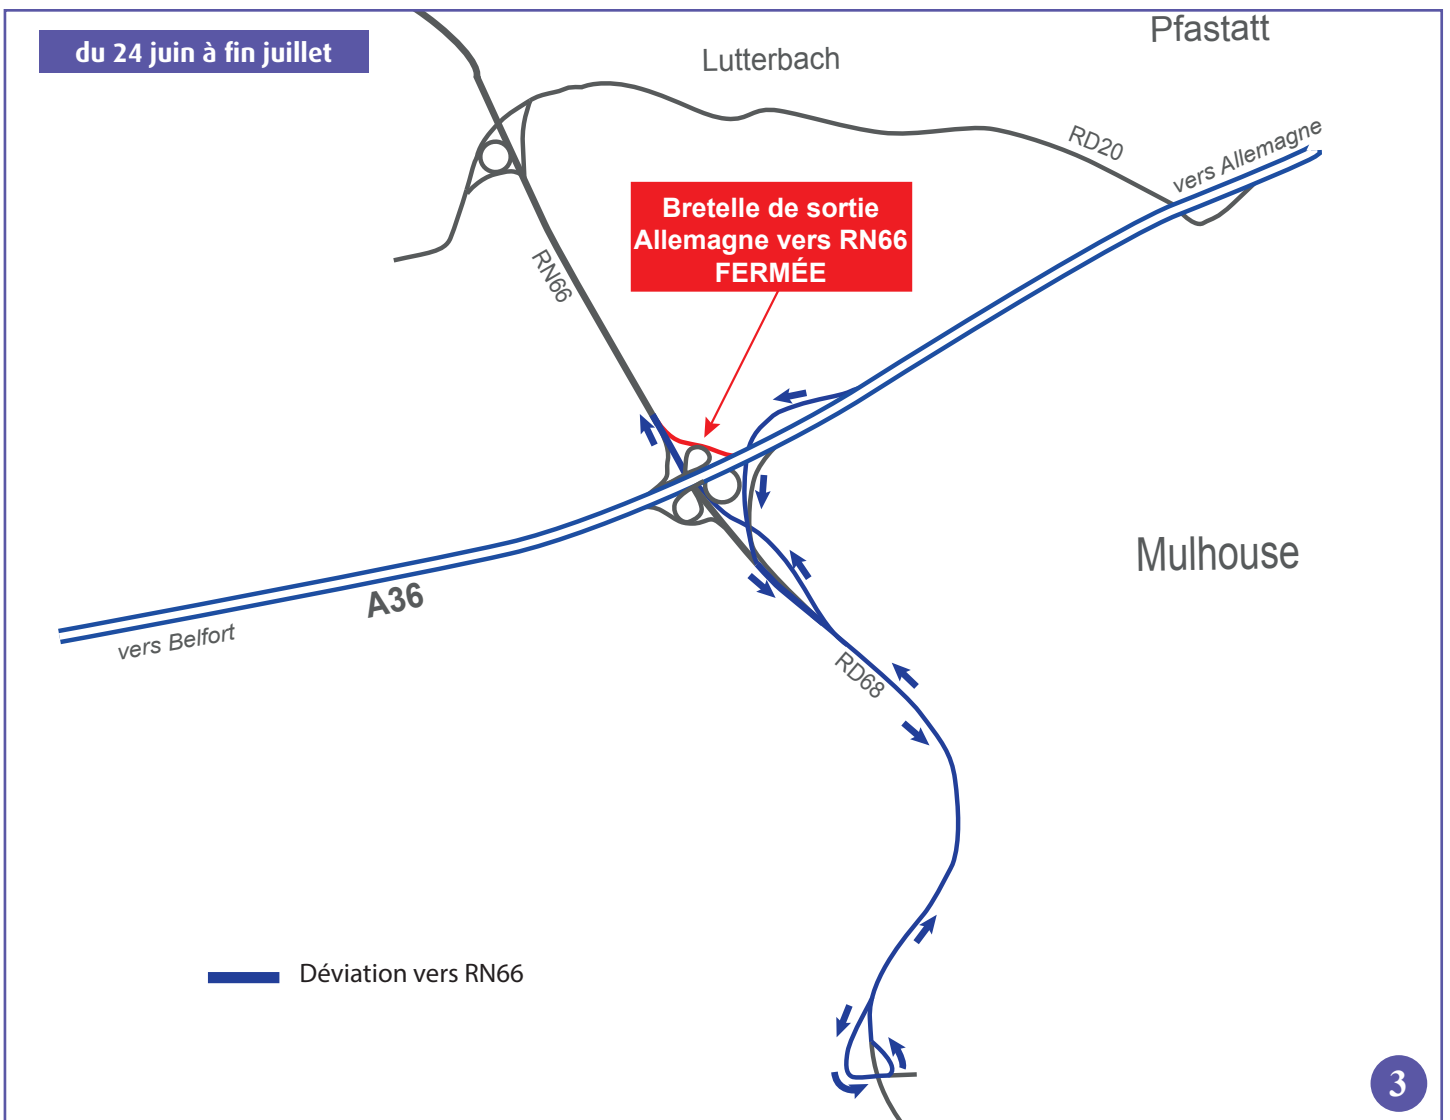 du 24 juin à fin juillet
Pfastatt
Lutterbach
RD20
vers Allemagne
Bretelle de sortie
Allemagne vers RN66
FERMÉE
RN66
Mulhouse
A36
vers Belfort
RD68
Déviation vers RN66
3